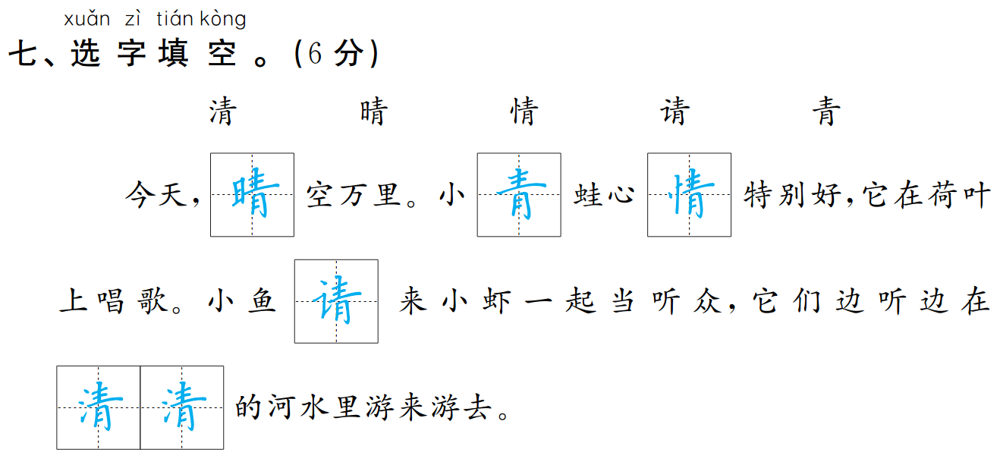 xuǎn zì tián kòng
七、选字填空。(6分)
清 晴 情 请 青
今天,晴空万里。小青蛙心情特别好,它在荷叶
上唱歌。小鱼请来小虾一起当听众,它们边听边在
清清的河水里游来游去。